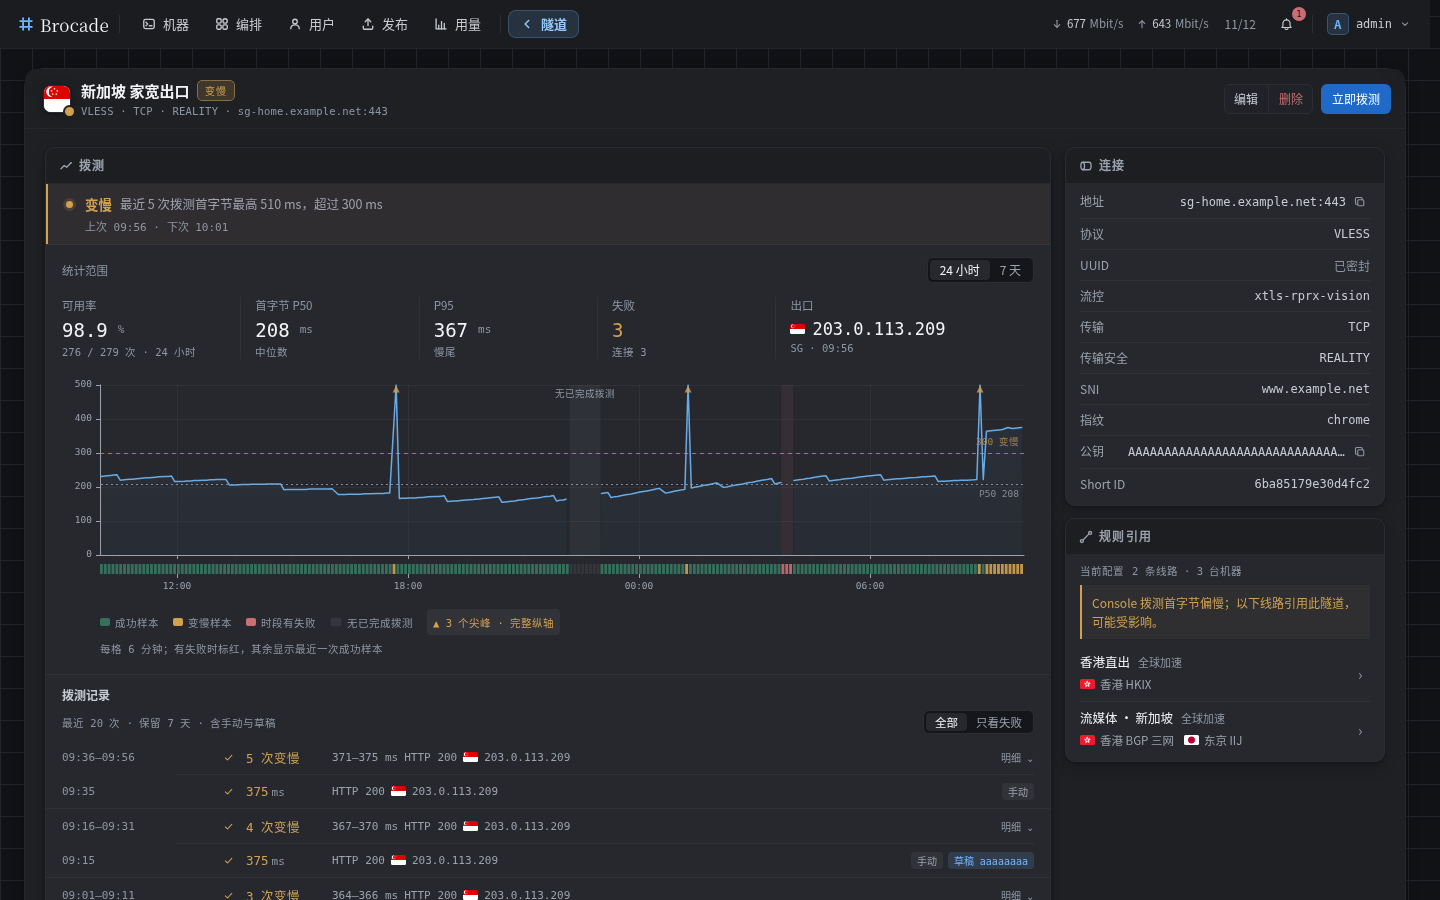 Brocade 机器 编排 用户 发布 用量 隧道 677 Mbit/s 643 Mbit/s 11/12 1 A admin
新加坡 家宽出口 变慢
VLESS · TCP · REALITY · sg-home.example.net:443
编辑 删除 立即拨测
拨测
变慢 最近 5 次拨测首字节最高 510 ms，超过 300 ms
上次 09:56 · 下次 10:01
统计范围 24 小时 7 天
可用率 首字节 P50 P95 失败 出口
98.9 % 208 ms 367 ms 3 203.0.113.209
276 / 279 次 · 24 小时 中位数 慢尾 连接 3 SG · 09:56
500
400
300
200
100
0
无已完成拨测
300 变慢
P50 208
12:00 18:00 00:00 06:00
成功样本 变慢样本 时段有失败 无已完成拨测 ▲ 3 个尖峰 · 完整纵轴
每格 6 分钟；有失败时标红，其余显示最近一次成功样本
拨测记录
最近 20 次 · 保留 7 天 · 含手动与草稿 全部 只看失败
09:36–09:56 5 次变慢 371–375 ms HTTP 200 203.0.113.209 明细
09:35 375 ms HTTP 200 203.0.113.209 手动
09:16–09:31 4 次变慢 367–370 ms HTTP 200 203.0.113.209 明细
09:15 375 ms HTTP 200 203.0.113.209 手动 草稿 aaaaaaaa
09:01–09:11 3 次变慢 364–366 ms HTTP 200 203.0.113.209 明细
连接
地址 sg-home.example.net:443
协议 VLESS
UUID 已密封
流控 xtls-rprx-vision
传输 TCP
传输安全 REALITY
SNI www.example.net
指纹 chrome
公钥 AAAAAAAAAAAAAAAAAAAAAAAAAAAAA…
Short ID 6ba85179e30d4fc2
规则引用
当前配置 2 条线路 · 3 台机器
Console 拨测首字节偏慢；以下线路引用此隧道，
可能受影响。
香港直出 全球加速
香港 HKIX
流媒体 · 新加坡 全球加速
香港 BGP 三网 东京 IIJ